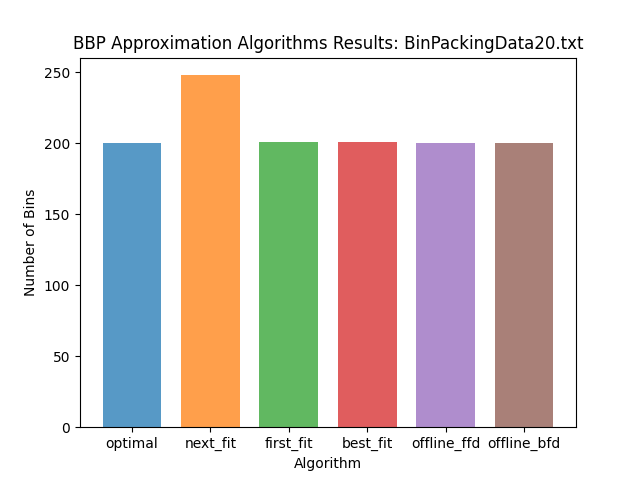 BBP Approximation Algorithms Results: BinPackingData20.txt
250
200
150
100
50
0
Number of Bins
optimal next_fit first_fit best_fit offline_ffd offline_bfd
Algorithm